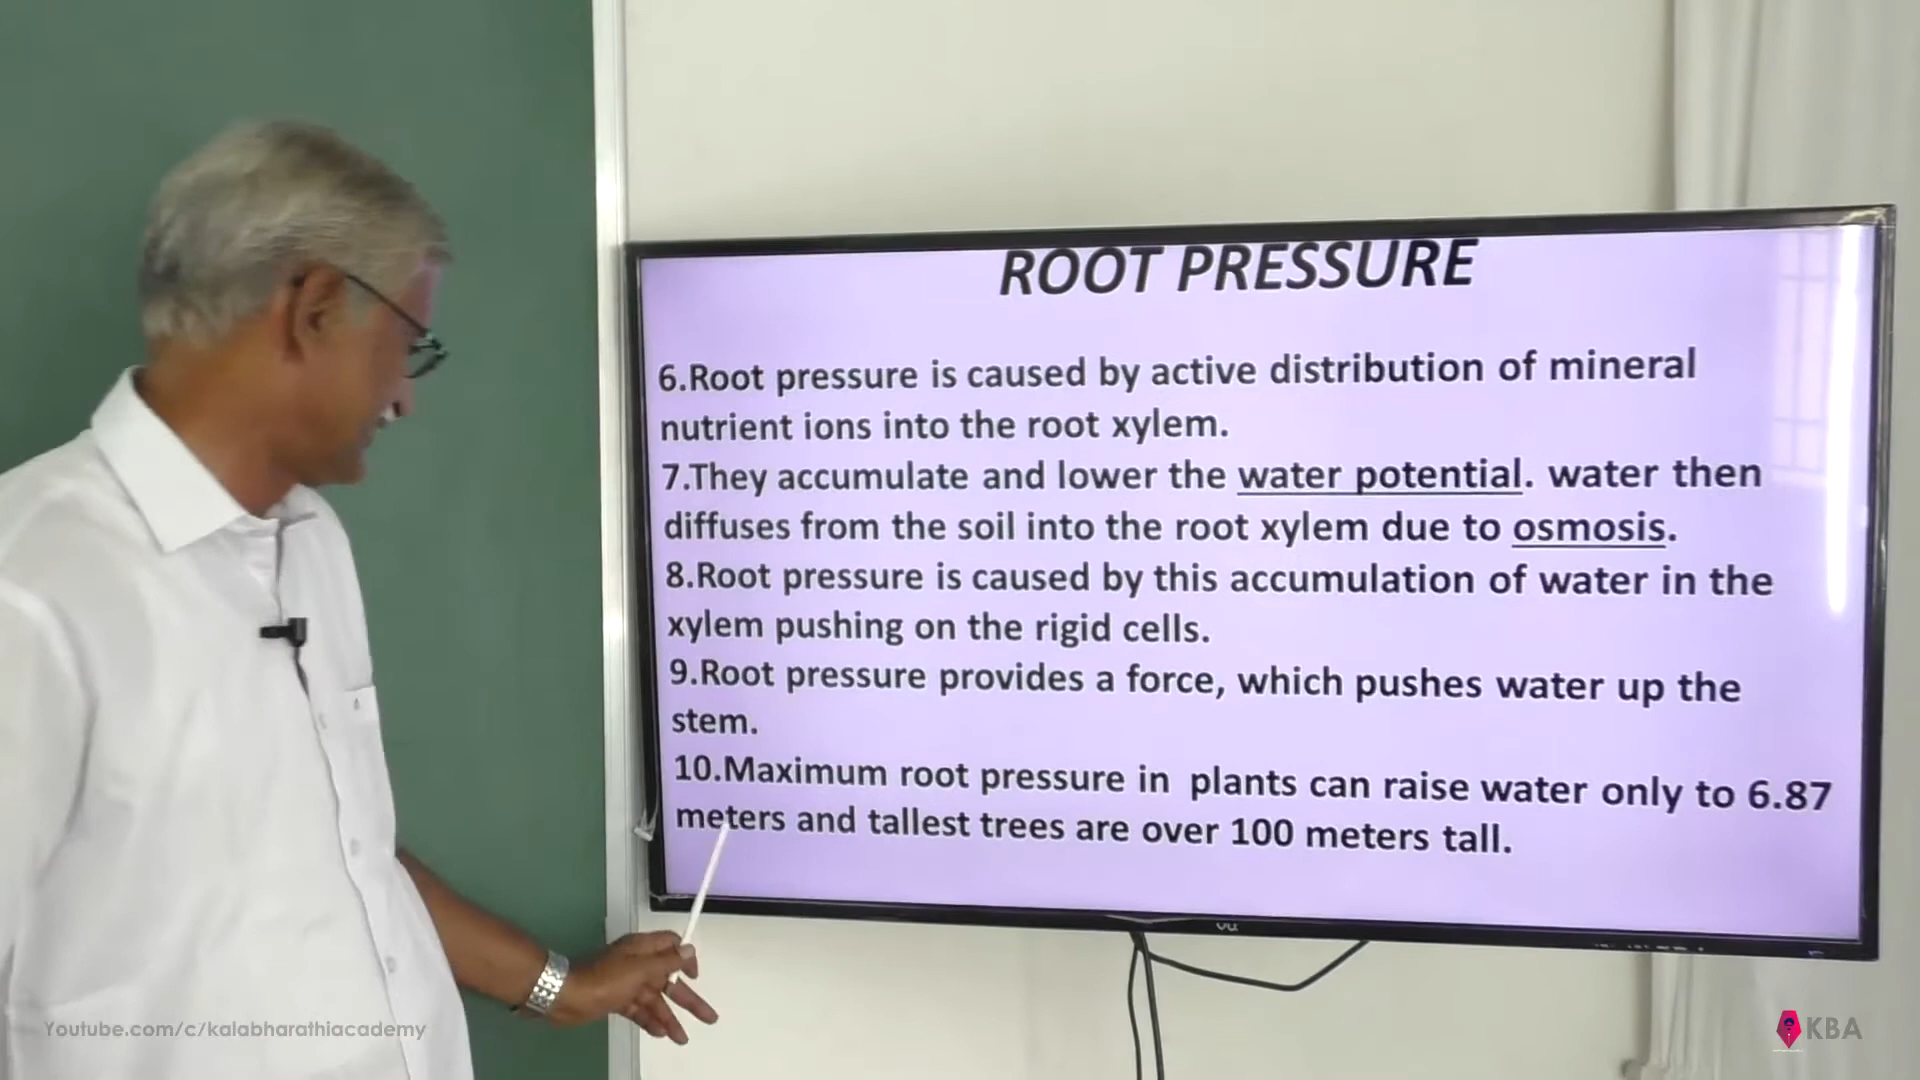 ROOT PRESSURE
6.Root pressure is caused by active distribution of mineral
nutrient ions into the root xylem.
7.They accumulate and lower the water potential. water then
diffuses from the soil into the root xylem due to osmosis.
8.Root pressure is caused by this accumulation of water in the
xylem pushing on the rigid cells.
9.Root pressure provides a force, which pushes water up the
stem.
10.Maximum root pressure in plants can raise water only to 6.87
meters and tallest trees are over 100 meters tall.
Youtube.com/c/kalabharathiacademy
KBA